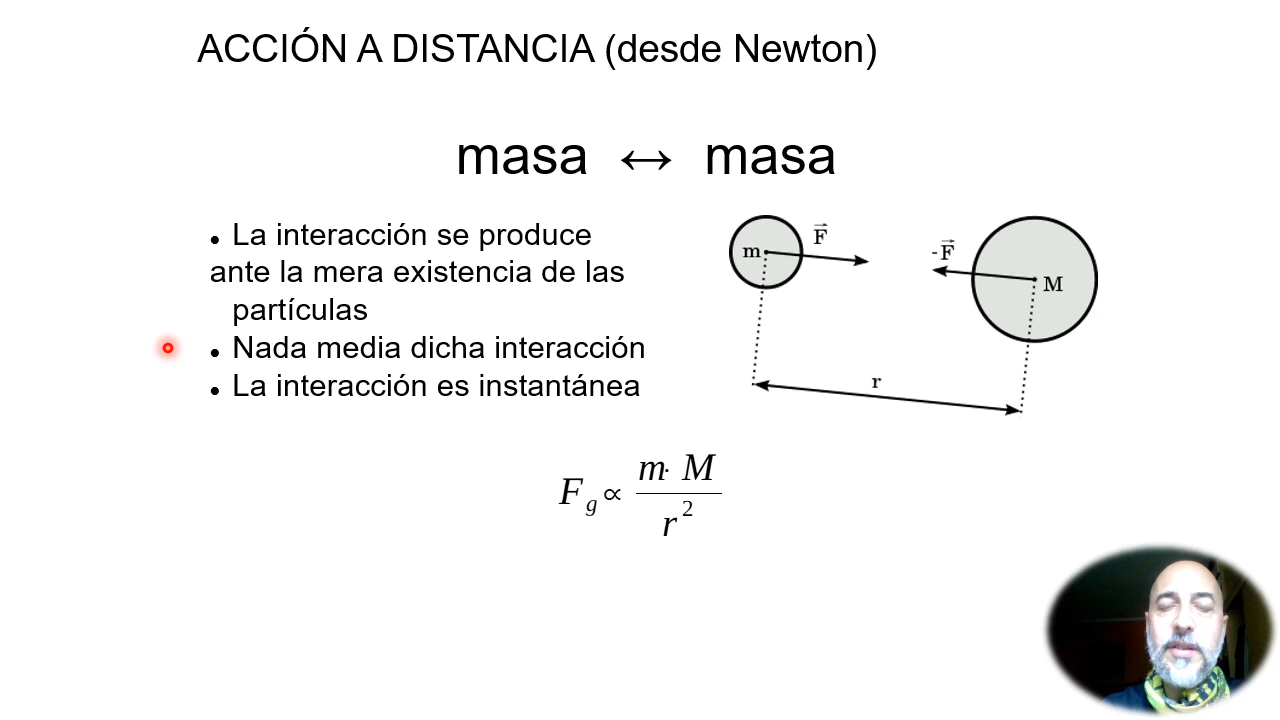 ACCIÓN A DISTANCIA (desde Newton)
masa ↔ masa
● La interacción se produce
ante la mera existencia de las
partículas
● Nada media dicha interacción
● La interacción es instantánea
m
F⃗
-F⃗
M
r
F_g ∝ m· M / r²